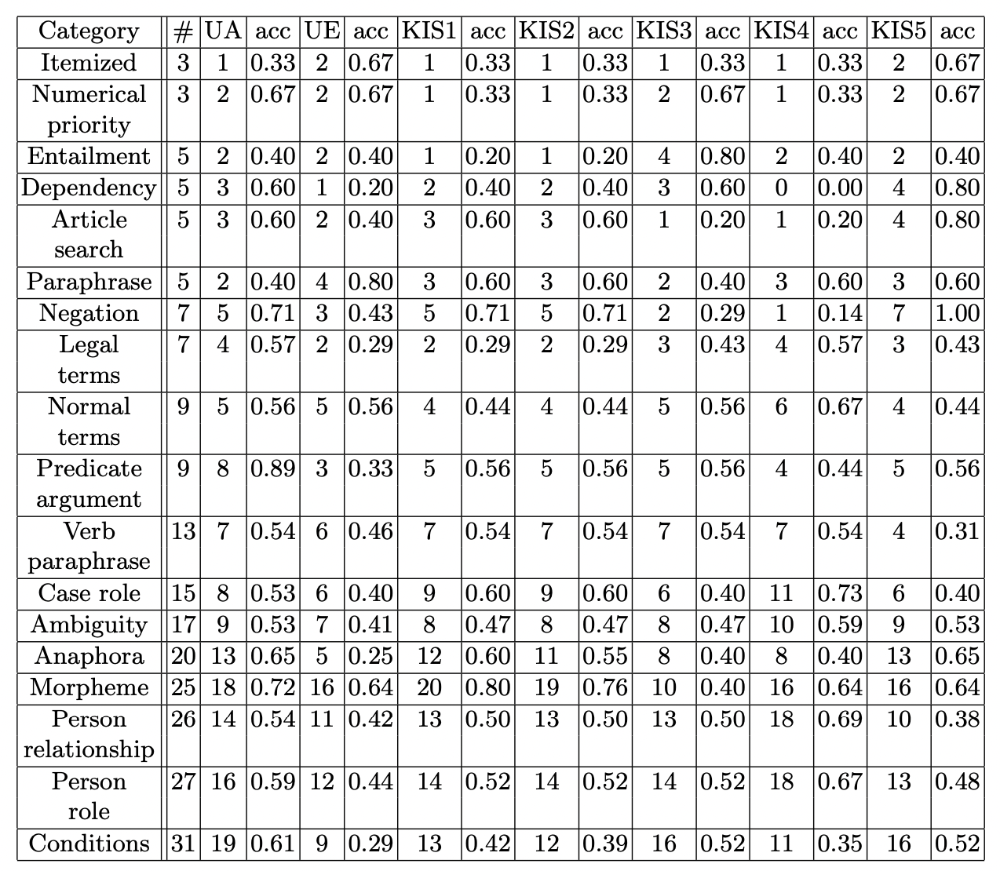 Category # UA acc UE acc KIS1 acc KIS2 acc KIS3 acc KIS4 acc KIS5 acc
Itemized 3 1 0.33 2 0.67 1 0.33 1 0.33 1 0.33 1 0.33 2 0.67
Numerical 3 2 0.67 2 0.67 1 0.33 1 0.33 2 0.67 1 0.33 2 0.67
priority
Entailment 5 2 0.40 2 0.40 1 0.20 1 0.20 4 0.80 2 0.40 2 0.40
Dependency 5 3 0.60 1 0.20 2 0.40 2 0.40 3 0.60 0 0.00 4 0.80
Article 5 3 0.60 2 0.40 3 0.60 3 0.60 1 0.20 1 0.20 4 0.80
search
Paraphrase 5 2 0.40 4 0.80 3 0.60 3 0.60 2 0.40 3 0.60 3 0.60
Negation 7 5 0.71 3 0.43 5 0.71 5 0.71 2 0.29 1 0.14 7 1.00
Legal 7 4 0.57 2 0.29 2 0.29 2 0.29 3 0.43 4 0.57 3 0.43
terms
Normal 9 5 0.56 5 0.56 4 0.44 4 0.44 5 0.56 6 0.67 4 0.44
terms
Predicate 9 8 0.89 3 0.33 5 0.56 5 0.56 5 0.56 4 0.44 5 0.56
argument
Verb 13 7 0.54 6 0.46 7 0.54 7 0.54 7 0.54 7 0.54 4 0.31
paraphrase
Case role 15 8 0.53 6 0.40 9 0.60 9 0.60 6 0.40 11 0.73 6 0.40
Ambiguity 17 9 0.53 7 0.41 8 0.47 8 0.47 8 0.47 10 0.59 9 0.53
Anaphora 20 13 0.65 5 0.25 12 0.60 11 0.55 8 0.40 8 0.40 13 0.65
Morpheme 25 18 0.72 16 0.64 20 0.80 19 0.76 10 0.40 16 0.64 16 0.64
Person 26 14 0.54 11 0.42 13 0.50 13 0.50 13 0.50 18 0.69 10 0.38
relationship
Person 27 16 0.59 12 0.44 14 0.52 14 0.52 14 0.52 18 0.67 13 0.48
role
Conditions 31 19 0.61 9 0.29 13 0.42 12 0.39 16 0.52 11 0.35 16 0.52